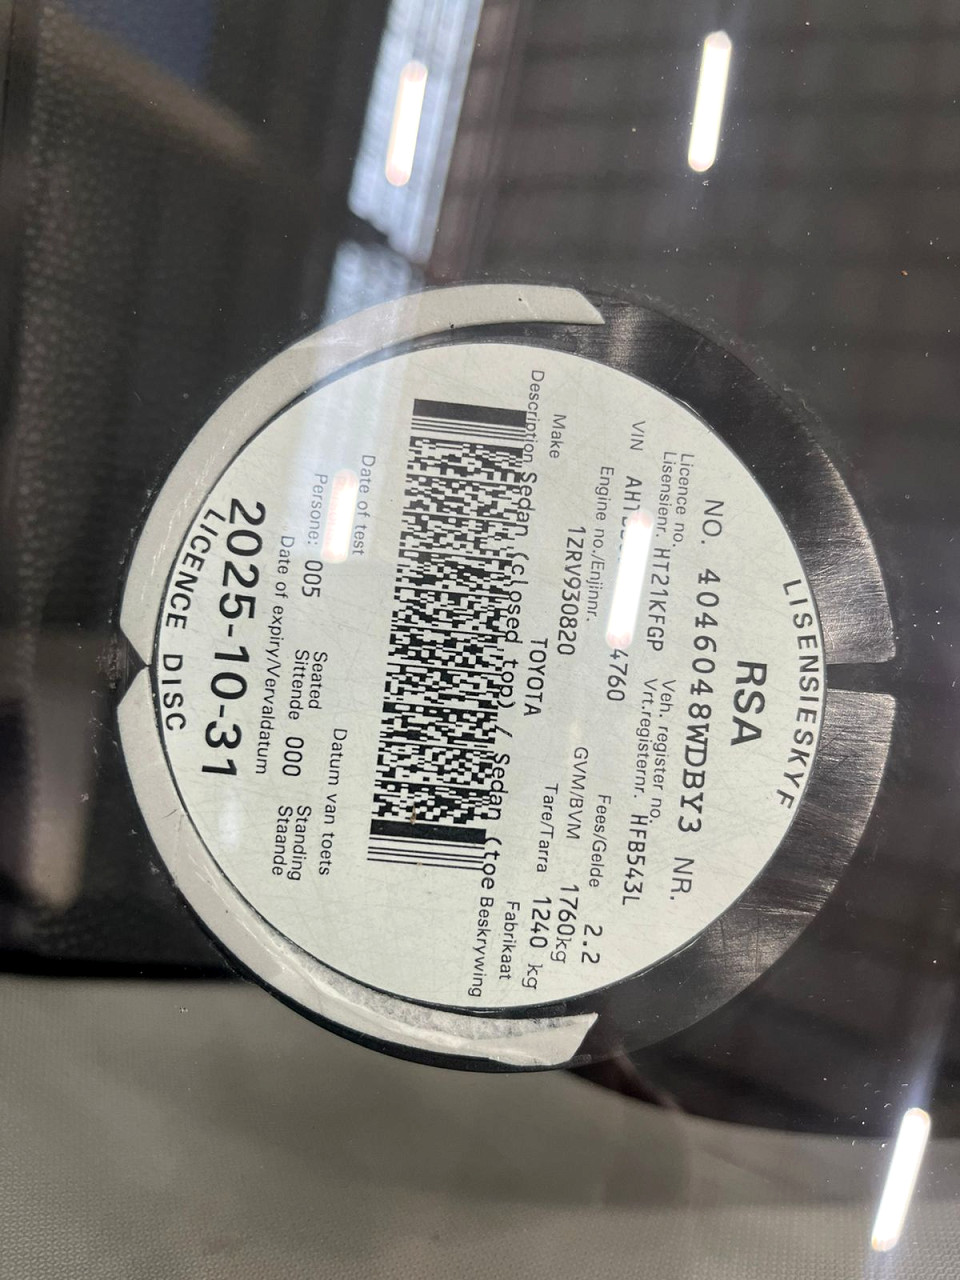 LISENSIESKYF
RSA
NO. 4046048WDBY3 NR.
Licence no. Veh. register no.
Lisensienr. HT21KFGP Vrt.registernr. HFB543L
VIN 4760
Engine no./Enjinnr. Fees/Gelde 2.2
1ZRV930820 GVM/BVM 1760kg
Make TOYOTA Tare/Tarra 1240 kg
Fabrikaat
Description Sedan (closed top) / Sedan (toe Beskrywing
Date of test Datum van toets
Persone: 005 Seated Sittende 000 Standing Staande
Date of expiry/Vervaldatum
2025-10-31
LICENCE DISC